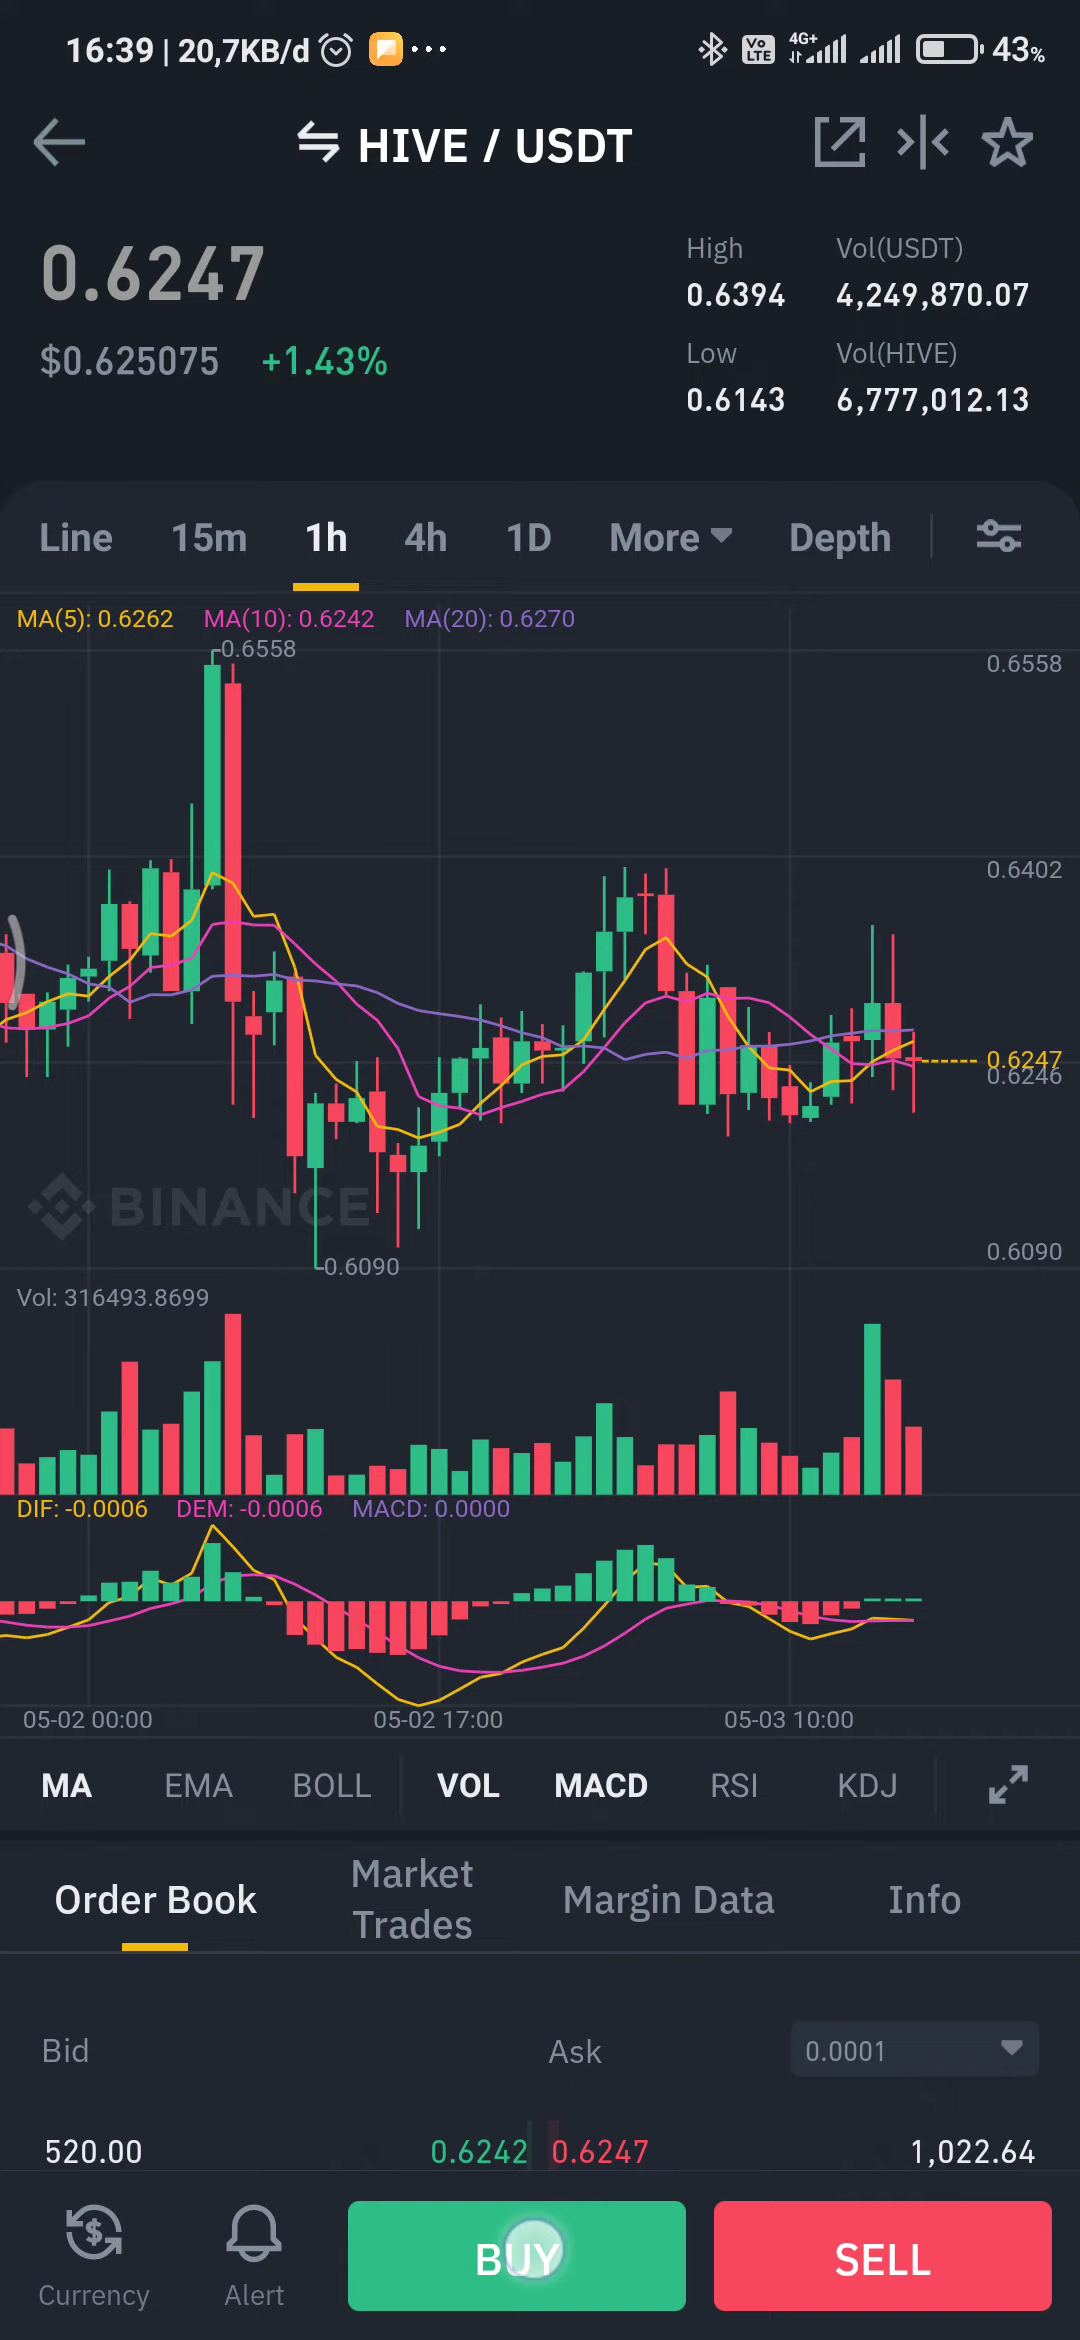 16:39 | 20,7KB/d ... Vo LTE 4G+ 43%
HIVE / USDT
0.6247
$0.625075 +1.43%
High Vol(USDT)
0.6394 4,249,870.07
Low Vol(HIVE)
0.6143 6,777,012.13
Line 15m 1h 4h 1D More Depth
MA(5): 0.6262 MA(10): 0.6242 MA(20): 0.6270
0.6558
0.6558
0.6402
0.6247
0.6246
BINANCE
0.6090
0.6090
Vol: 316493.8699
DIF: -0.0006 DEM: -0.0006 MACD: 0.0000
05-02 00:00 05-02 17:00 05-03 10:00
MA EMA BOLL VOL MACD RSI KDJ
Order Book Market Trades Margin Data Info
Bid Ask 0.0001
520.00 0.6242 0.6247 1,022.64
Currency Alert BUY SELL